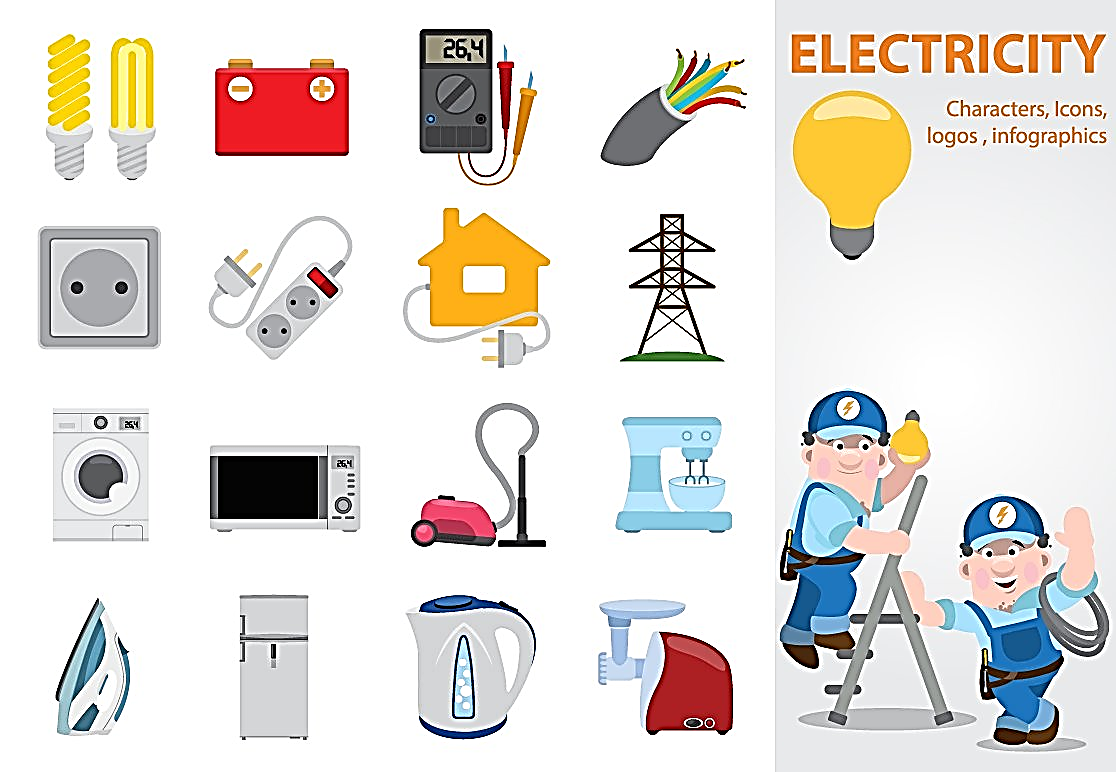 26,4
ELECTRICITY
Characters, Icons,
logos , infographics
26,4
26,4